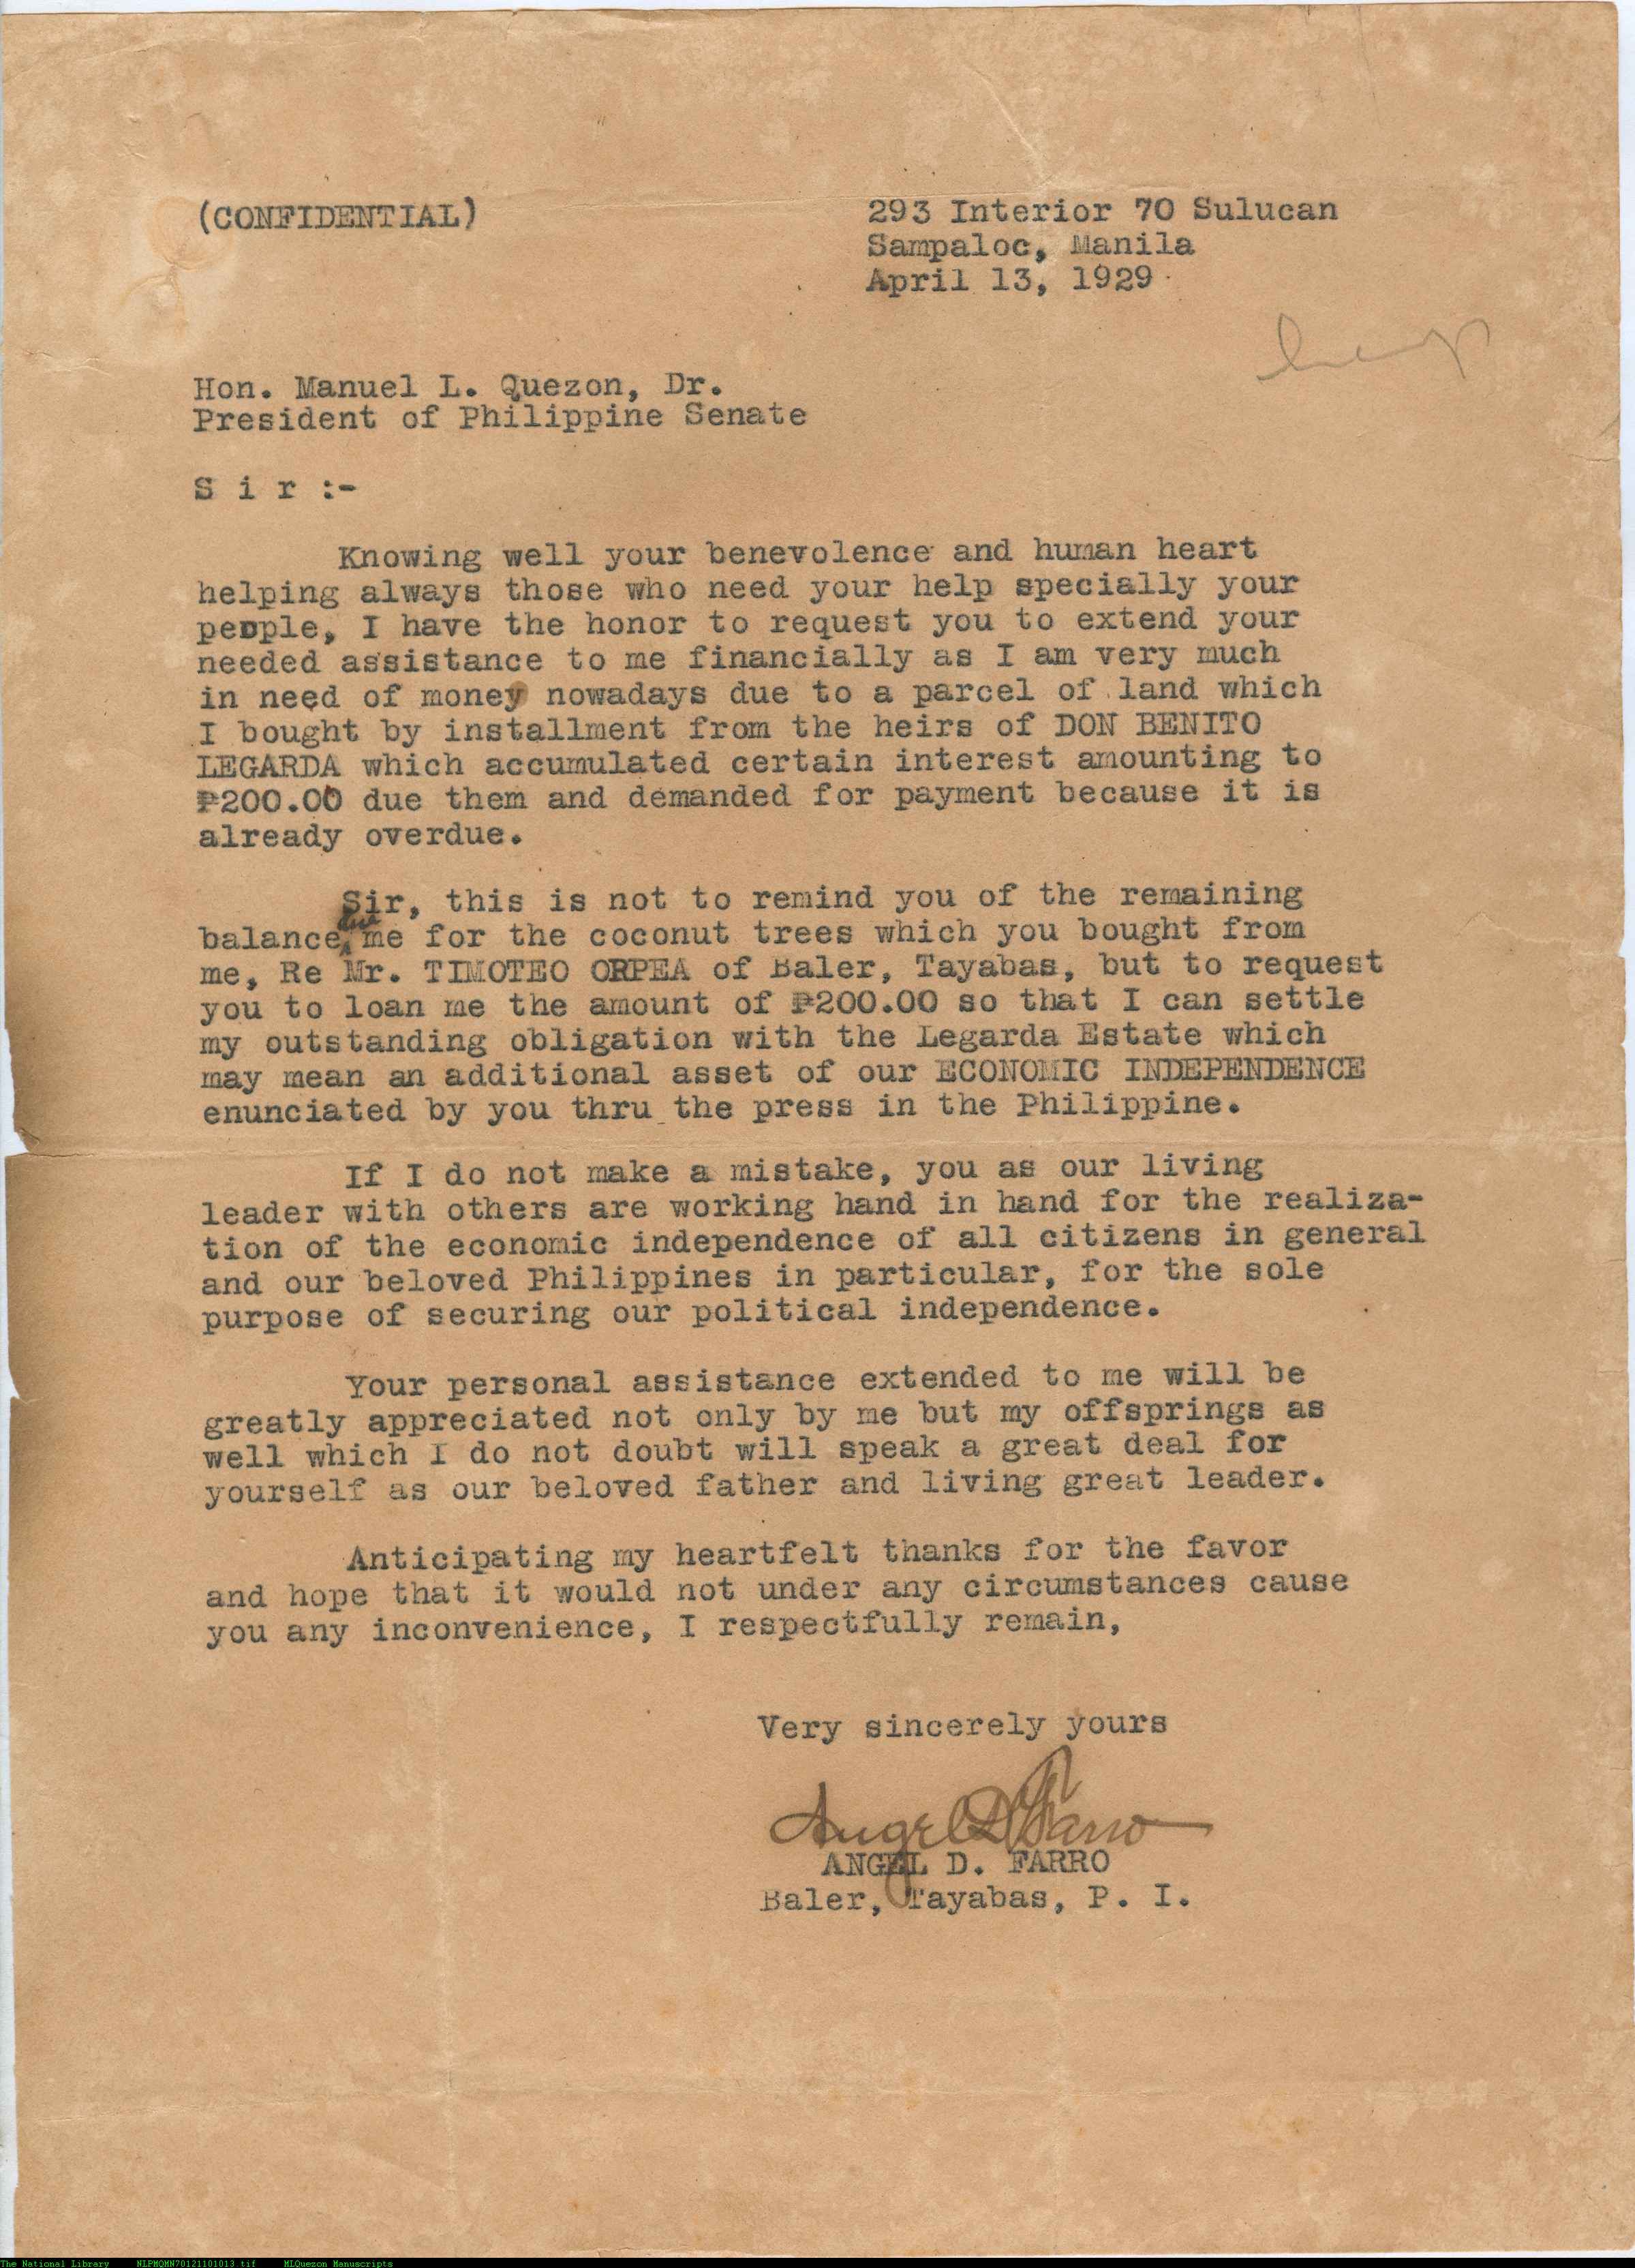 (CONFIDENTIAL)
293 Interior 70 Sulucan
Sampaloc, Manila
April 13, 1929
Hon. Manuel L. Quezon, Dr.
President of Philippine Senate
S i r :-
Knowing well your benevolence and human heart
helping always those who need your help specially your
people, I have the honor to request you to extend your
needed assistance to me financially as I am very much
in need of money nowadays due to a parcel of land which
I bought by installment from the heirs of DON BENITO
LEGARDA which accumulated certain interest amounting to
₱200.00 due them and demanded for payment because it is
already overdue.
Sir, this is not to remind you of the remaining
balance me for the coconut trees which you bought from
me, Re Mr. TIMOTEO ORPEA of Baler, Tayabas, but to request
you to loan me the amount of ₱200.00 so that I can settle
my outstanding obligation with the Legarda Estate which
may mean an additional asset of our ECONOMIC INDEPENDENCE
enunciated by you thru the press in the Philippine.
If I do not make a mistake, you as our living
leader with others are working hand in hand for the realiza-
tion of the economic independence of all citizens in general
and our beloved Philippines in particular, for the sole
purpose of securing our political independence.
Your personal assistance extended to me will be
greatly appreciated not only by me but my offsprings as
well which I do not doubt will speak a great deal for
yourself as our beloved father and living great leader.
Anticipating my heartfelt thanks for the favor
and hope that it would not under any circumstances cause
you any inconvenience, I respectfully remain,
Very sincerely yours
Angel D. Farro
ANGEL D. FARRO
Baler, Tayabas, P. I.
The National Library NLPMQMN70121101013 tif MLQuezon Manuscripts